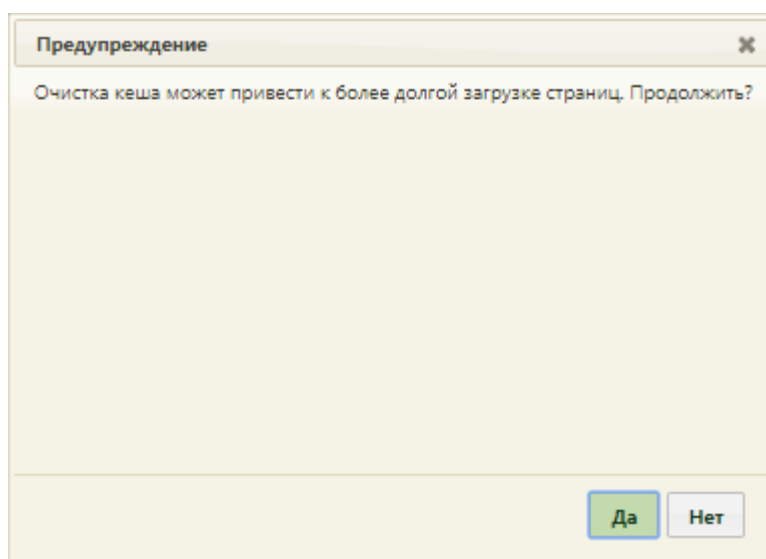 Предупреждение
Очистка кеша может привести к более долгой загрузке страниц. Продолжить?
Да Нет